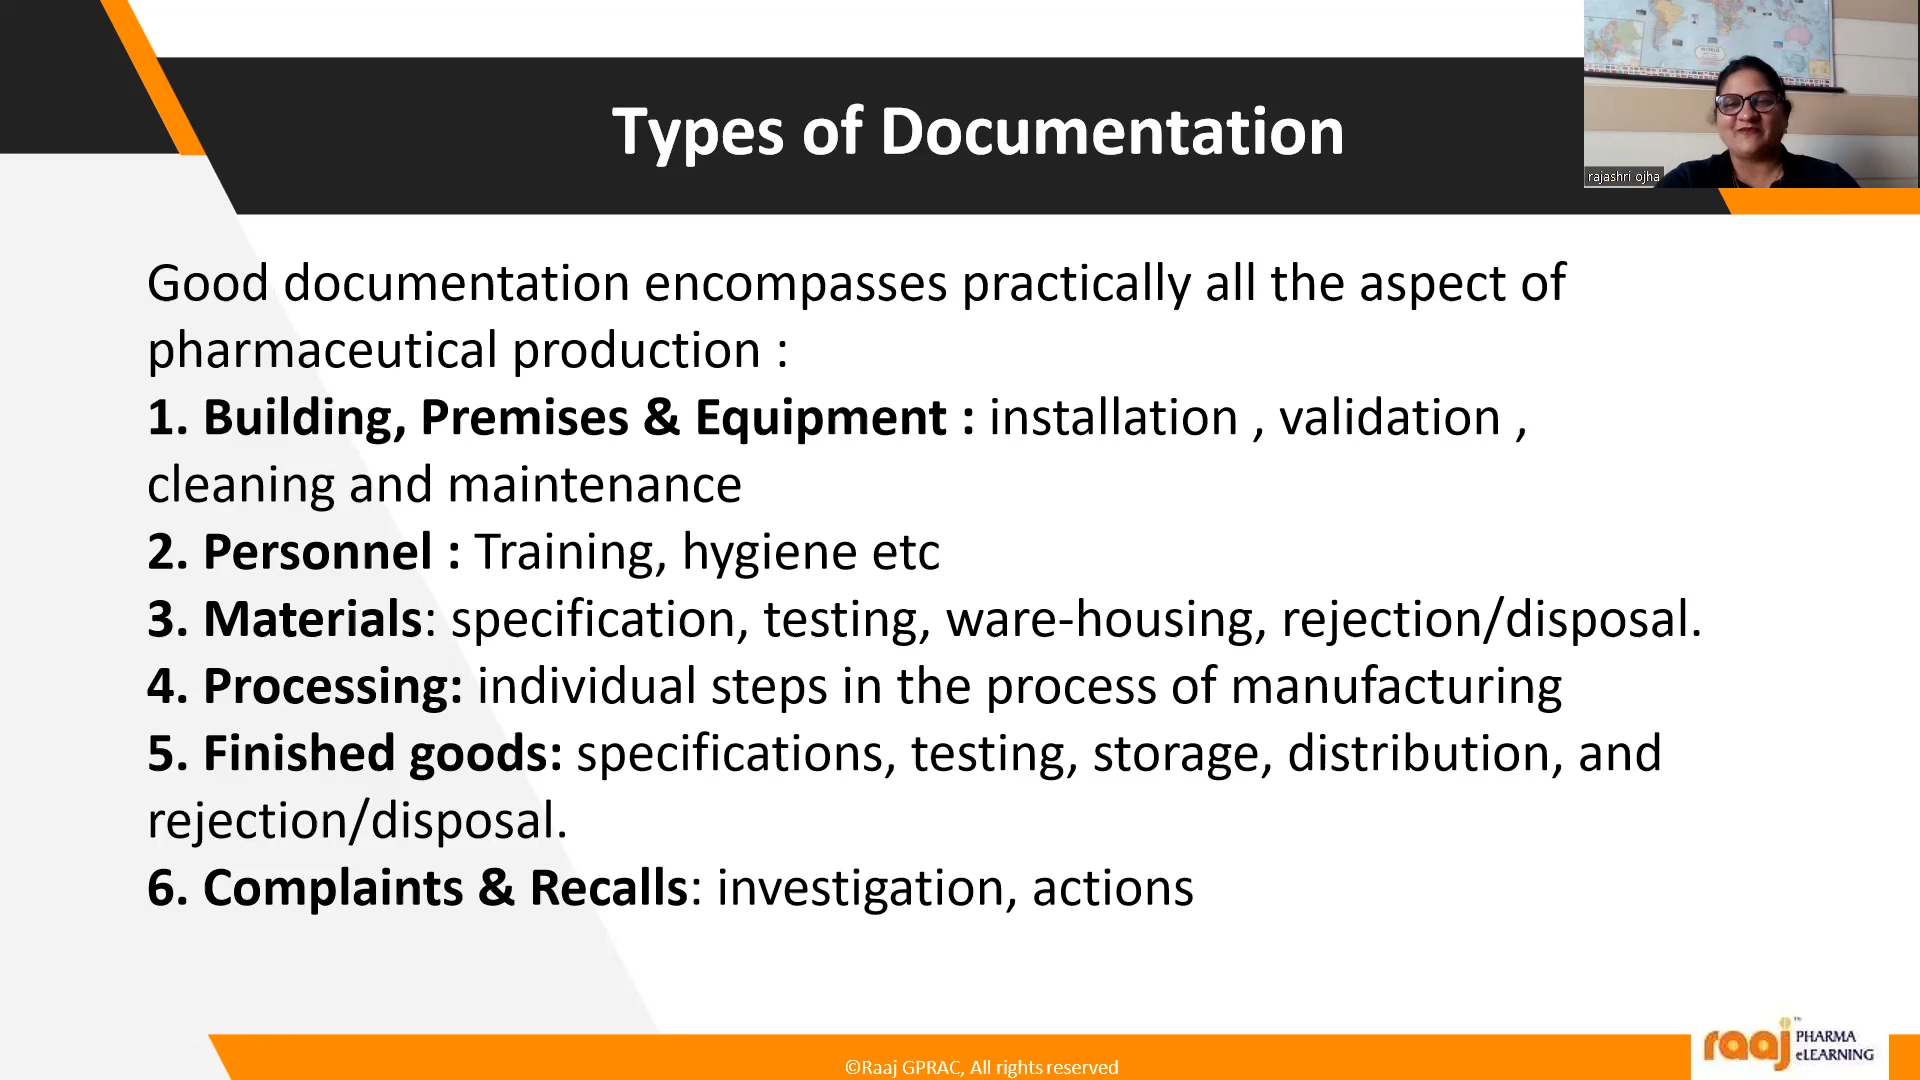 Types of Documentation
rajashri ojha
Good documentation encompasses practically all the aspect of
pharmaceutical production :
1. Building, Premises & Equipment : installation , validation ,
cleaning and maintenance
2. Personnel : Training, hygiene etc
3. Materials: specification, testing, ware-housing, rejection/disposal.
4. Processing: individual steps in the process of manufacturing
5. Finished goods: specifications, testing, storage, distribution, and
rejection/disposal.
6. Complaints & Recalls: investigation, actions
©Raaj GPRAC, All rights reserved
raaj PHARMA
eLEARNING